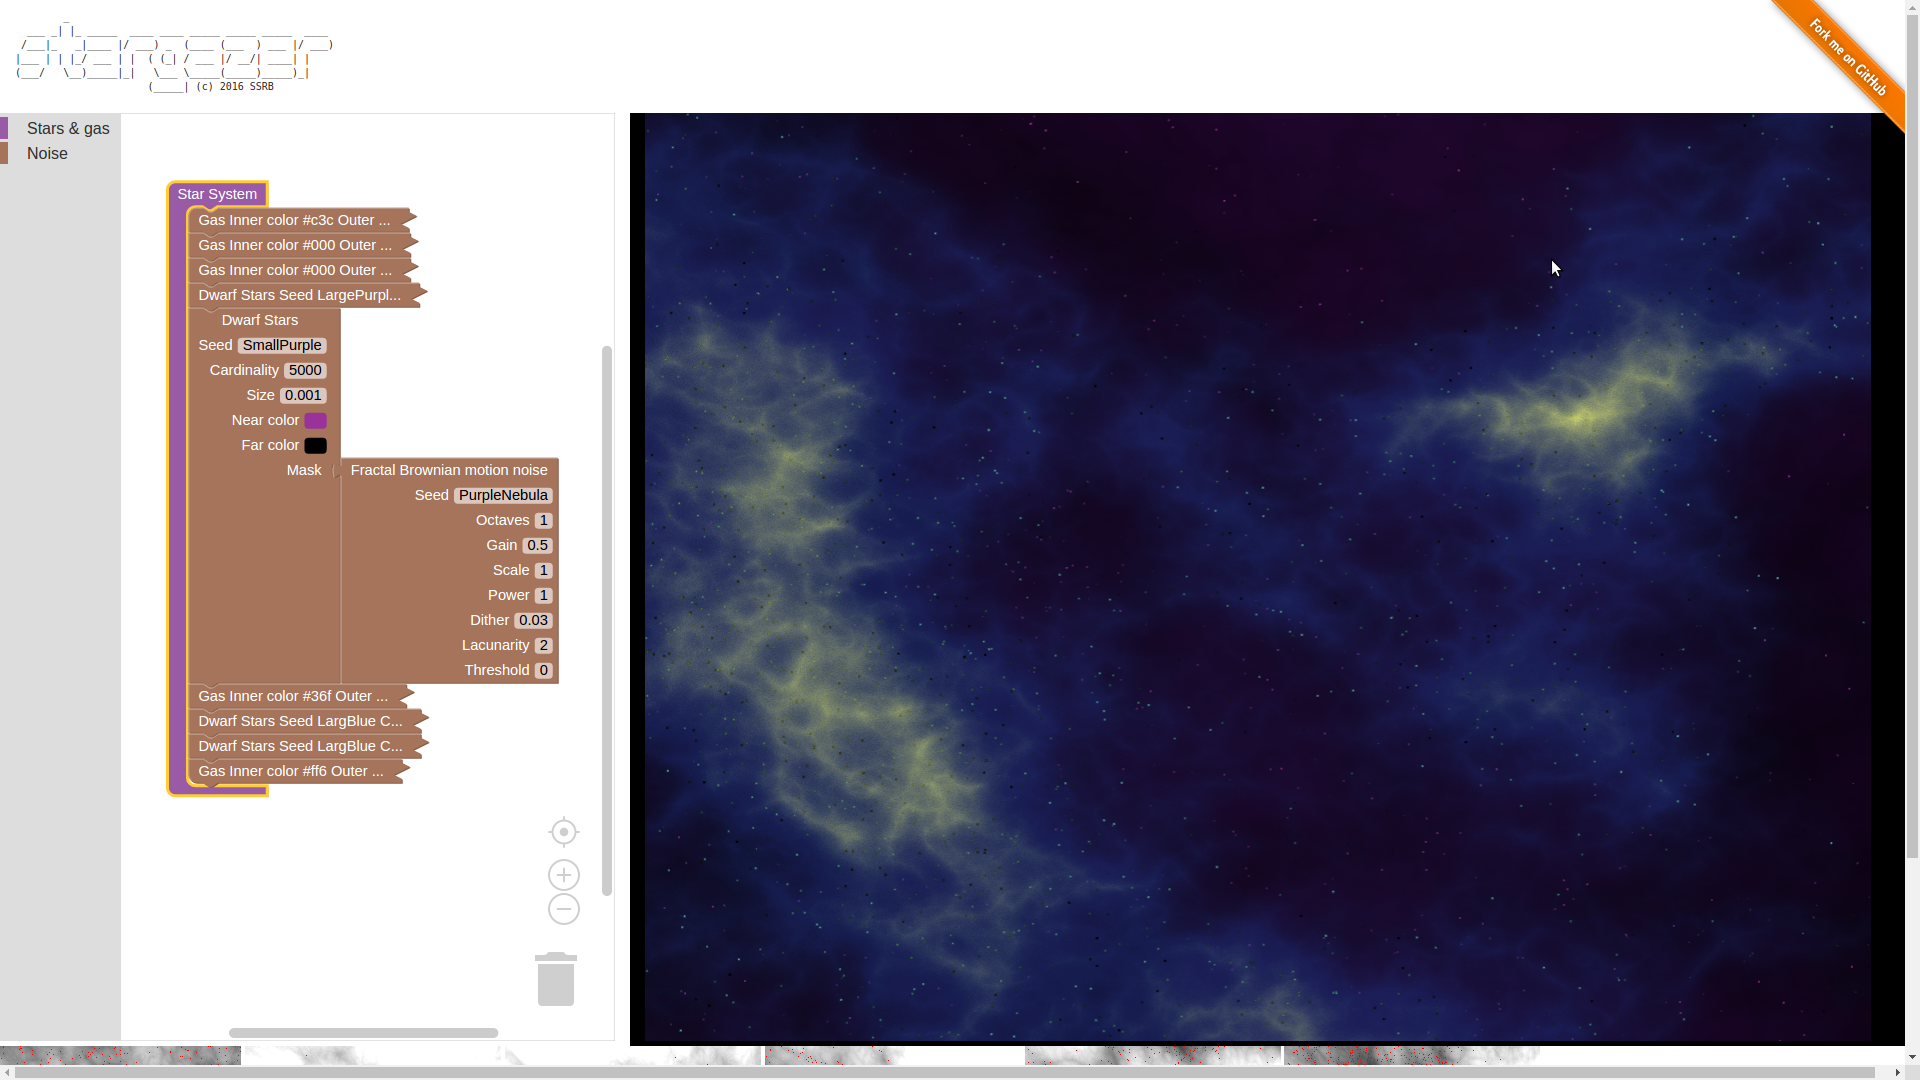 (c) 2016 SSRB
Fork me on GitHub
Stars & gas
Noise
Star System
Gas Inner color #c3c Outer ...
Gas Inner color #000 Outer ...
Gas Inner color #000 Outer ...
Dwarf Stars Seed LargePurpl...
Dwarf Stars
Seed SmallPurple
Cardinality 5000
Size 0.001
Near color
Far color
Mask Fractal Brownian motion noise
Seed PurpleNebula
Octaves 1
Gain 0.5
Scale 1
Power 1
Dither 0.03
Lacunarity 2
Threshold 0
Gas Inner color #36f Outer ...
Dwarf Stars Seed LargBlue C...
Dwarf Stars Seed LargBlue C...
Gas Inner color #ff6 Outer ...